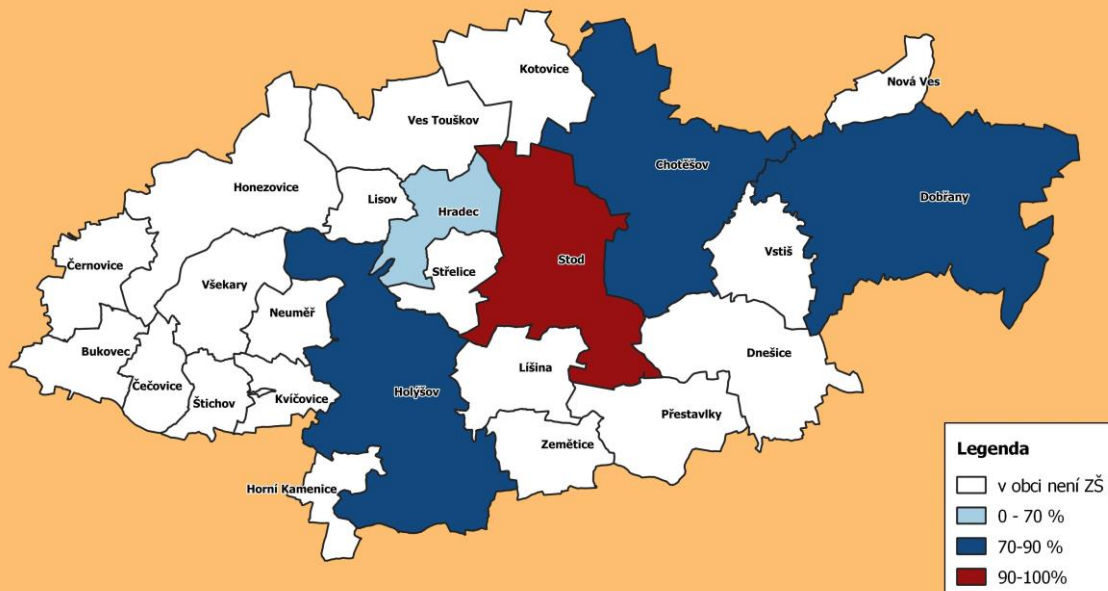 Kotovice
Nová Ves
Ves Touškov
Chotěšov
Honezovice
Lisov
Hradec
Dobřany
Černovice
Všekary
Střelice
Stod
Vstiš
Neuměř
Bukovec
Čečovice
Štichov
Kvíčovice
Holýšov
Líšina
Dnešice
Přestavlky
Zemětice
Horní Kamenice
Legenda
v obci není ZŠ
0 - 70 %
70-90 %
90-100%